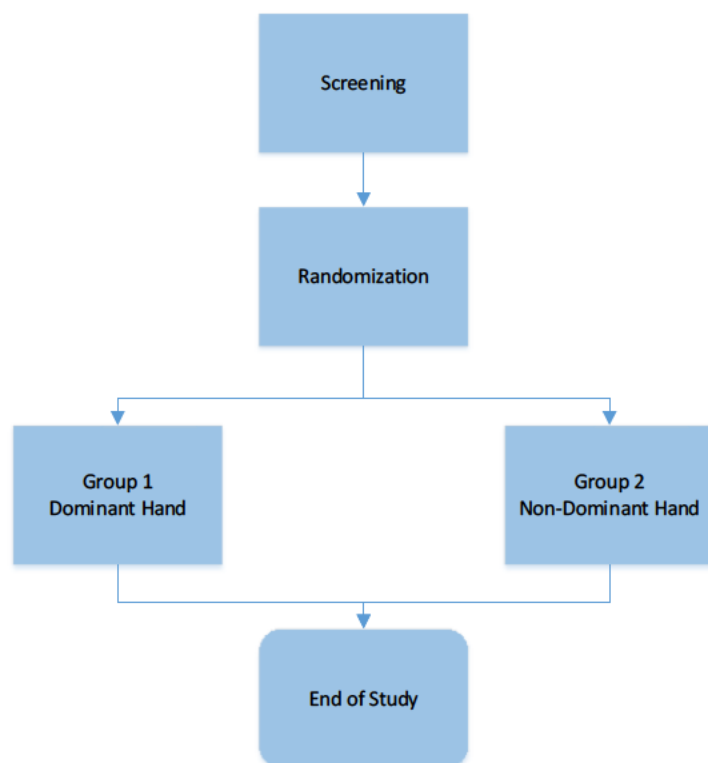 Screening
Randomization
Group 1
Dominant Hand
Group 2
Non-Dominant Hand
End of Study